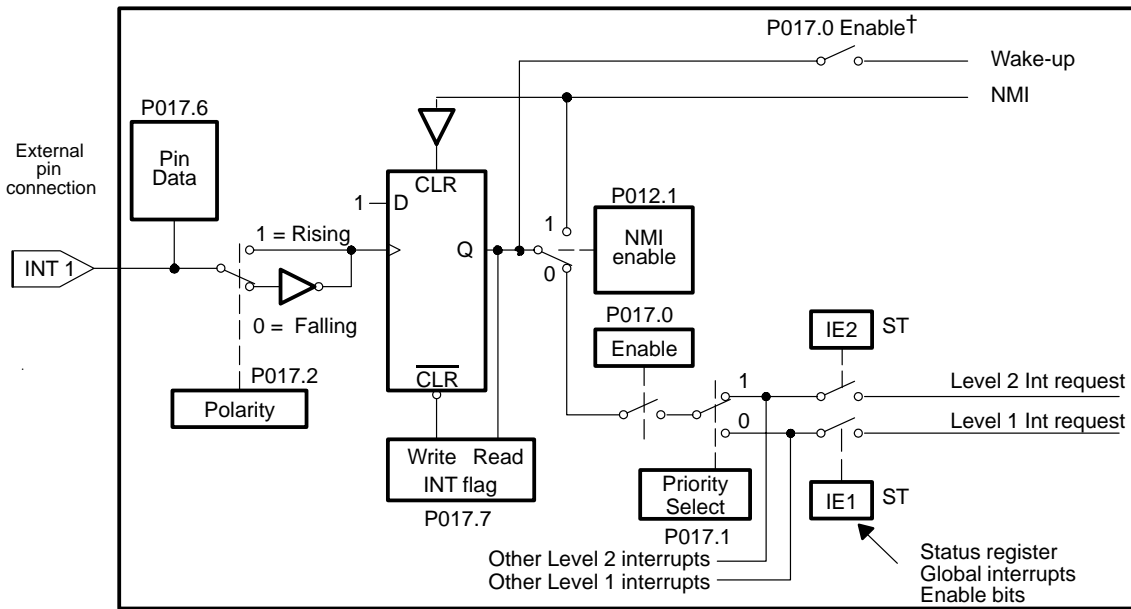 P017.0 Enable†
Wake-up
NMI
P017.6
Pin
Data
External
pin
connection
INT 1
1 = Rising
0 = Falling
P017.2
Polarity
CLR
1
D
Q
CLR
Write Read
INT flag
P017.7
1
0
P012.1
NMI
enable
P017.0
Enable
1
0
Priority
Select
P017.1
IE2
ST
Level 2 Int request
Level 1 Int request
IE1
ST
Other Level 2 interrupts
Other Level 1 interrupts
Status register
Global interrupts
Enable bits